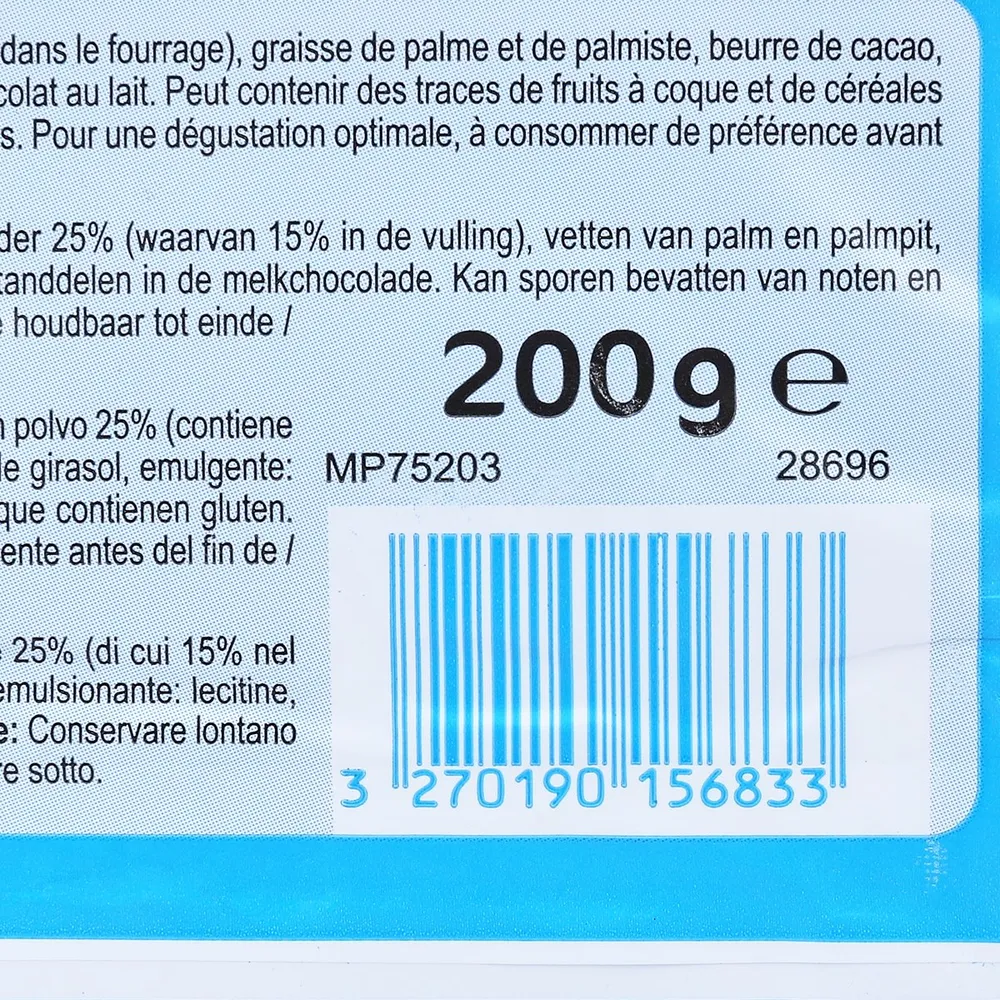 dans le fourrage), graisse de palme et de palmiste, beurre de cacao,
colat au lait. Peut contenir des traces de fruits à coque et de céréales
s. Pour une dégustation optimale, à consommer de préférence avant
der 25% (waarvan 15% in de vulling), vetten van palm en palmpit,
tanddelen in de melkchocolade. Kan sporen bevatten van noten en
e houdbaar tot einde /
200g ℮
n polvo 25% (contiene
de girasol, emulgente:
MP75203 28696
que contienen gluten.
ente antes del fin de /
e 25% (di cui 15% nel
emulsionante: lecitine,
e: Conservare lontano
re sotto.
3 270190 156833